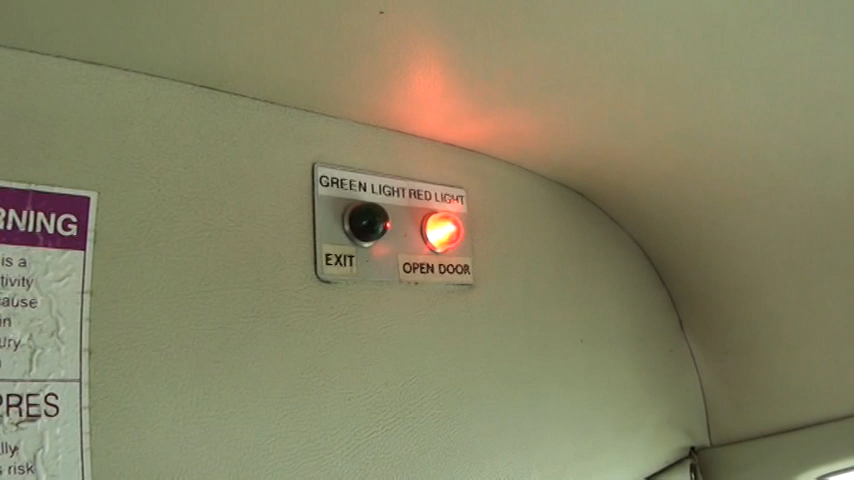 RNING
is a
tivity
ause
in
ury
PRES
lly
risk
GREEN LIGHT RED LIGHT
EXIT
OPEN DOOR